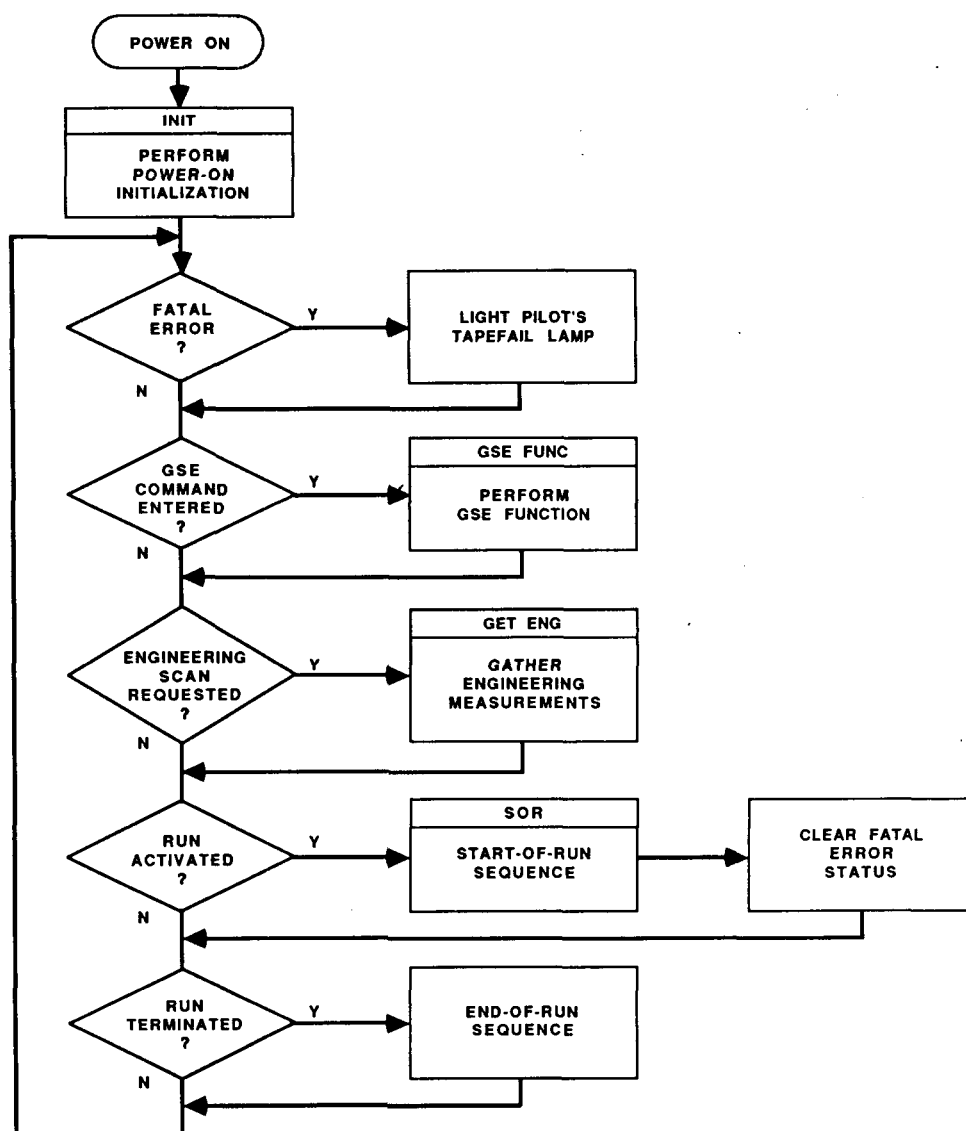 POWER ON
INIT
PERFORM
POWER-ON
INITIALIZATION
FATAL
ERROR
?
Y
N
LIGHT PILOT'S
TAPEFAIL LAMP
GSE
COMMAND
ENTERED
?
Y
N
GSE FUNC
PERFORM
GSE FUNCTION
ENGINEERING
SCAN
REQUESTED
?
Y
N
GET ENG
GATHER
ENGINEERING
MEASUREMENTS
RUN
ACTIVATED
?
Y
N
SOR
START-OF-RUN
SEQUENCE
CLEAR FATAL
ERROR
STATUS
RUN
TERMINATED
?
Y
N
END-OF-RUN
SEQUENCE